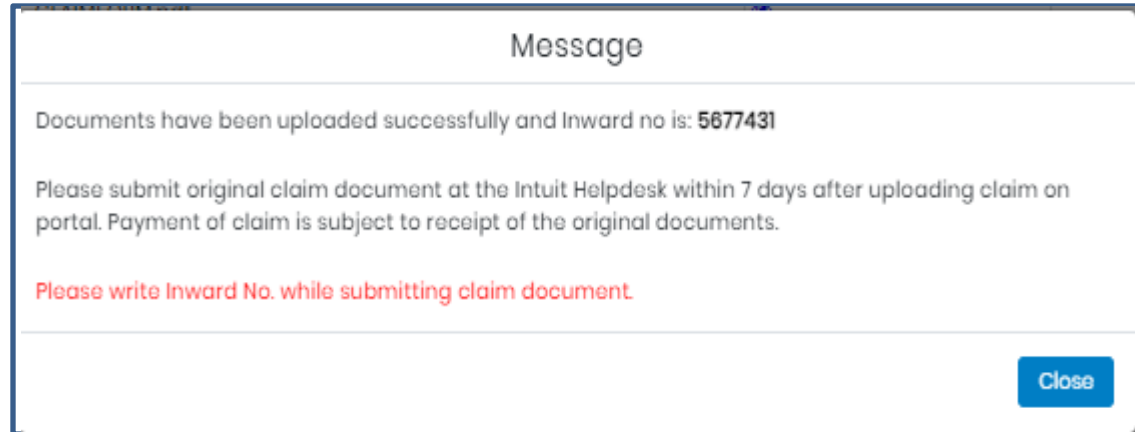 Message
Documents have been uploaded successfully and Inward no is: 5677431
Please submit original claim document at the Intuit Helpdesk within 7 days after uploading claim on
portal. Payment of claim is subject to receipt of the original documents.
Please write Inward No. while submitting claim document.
Close